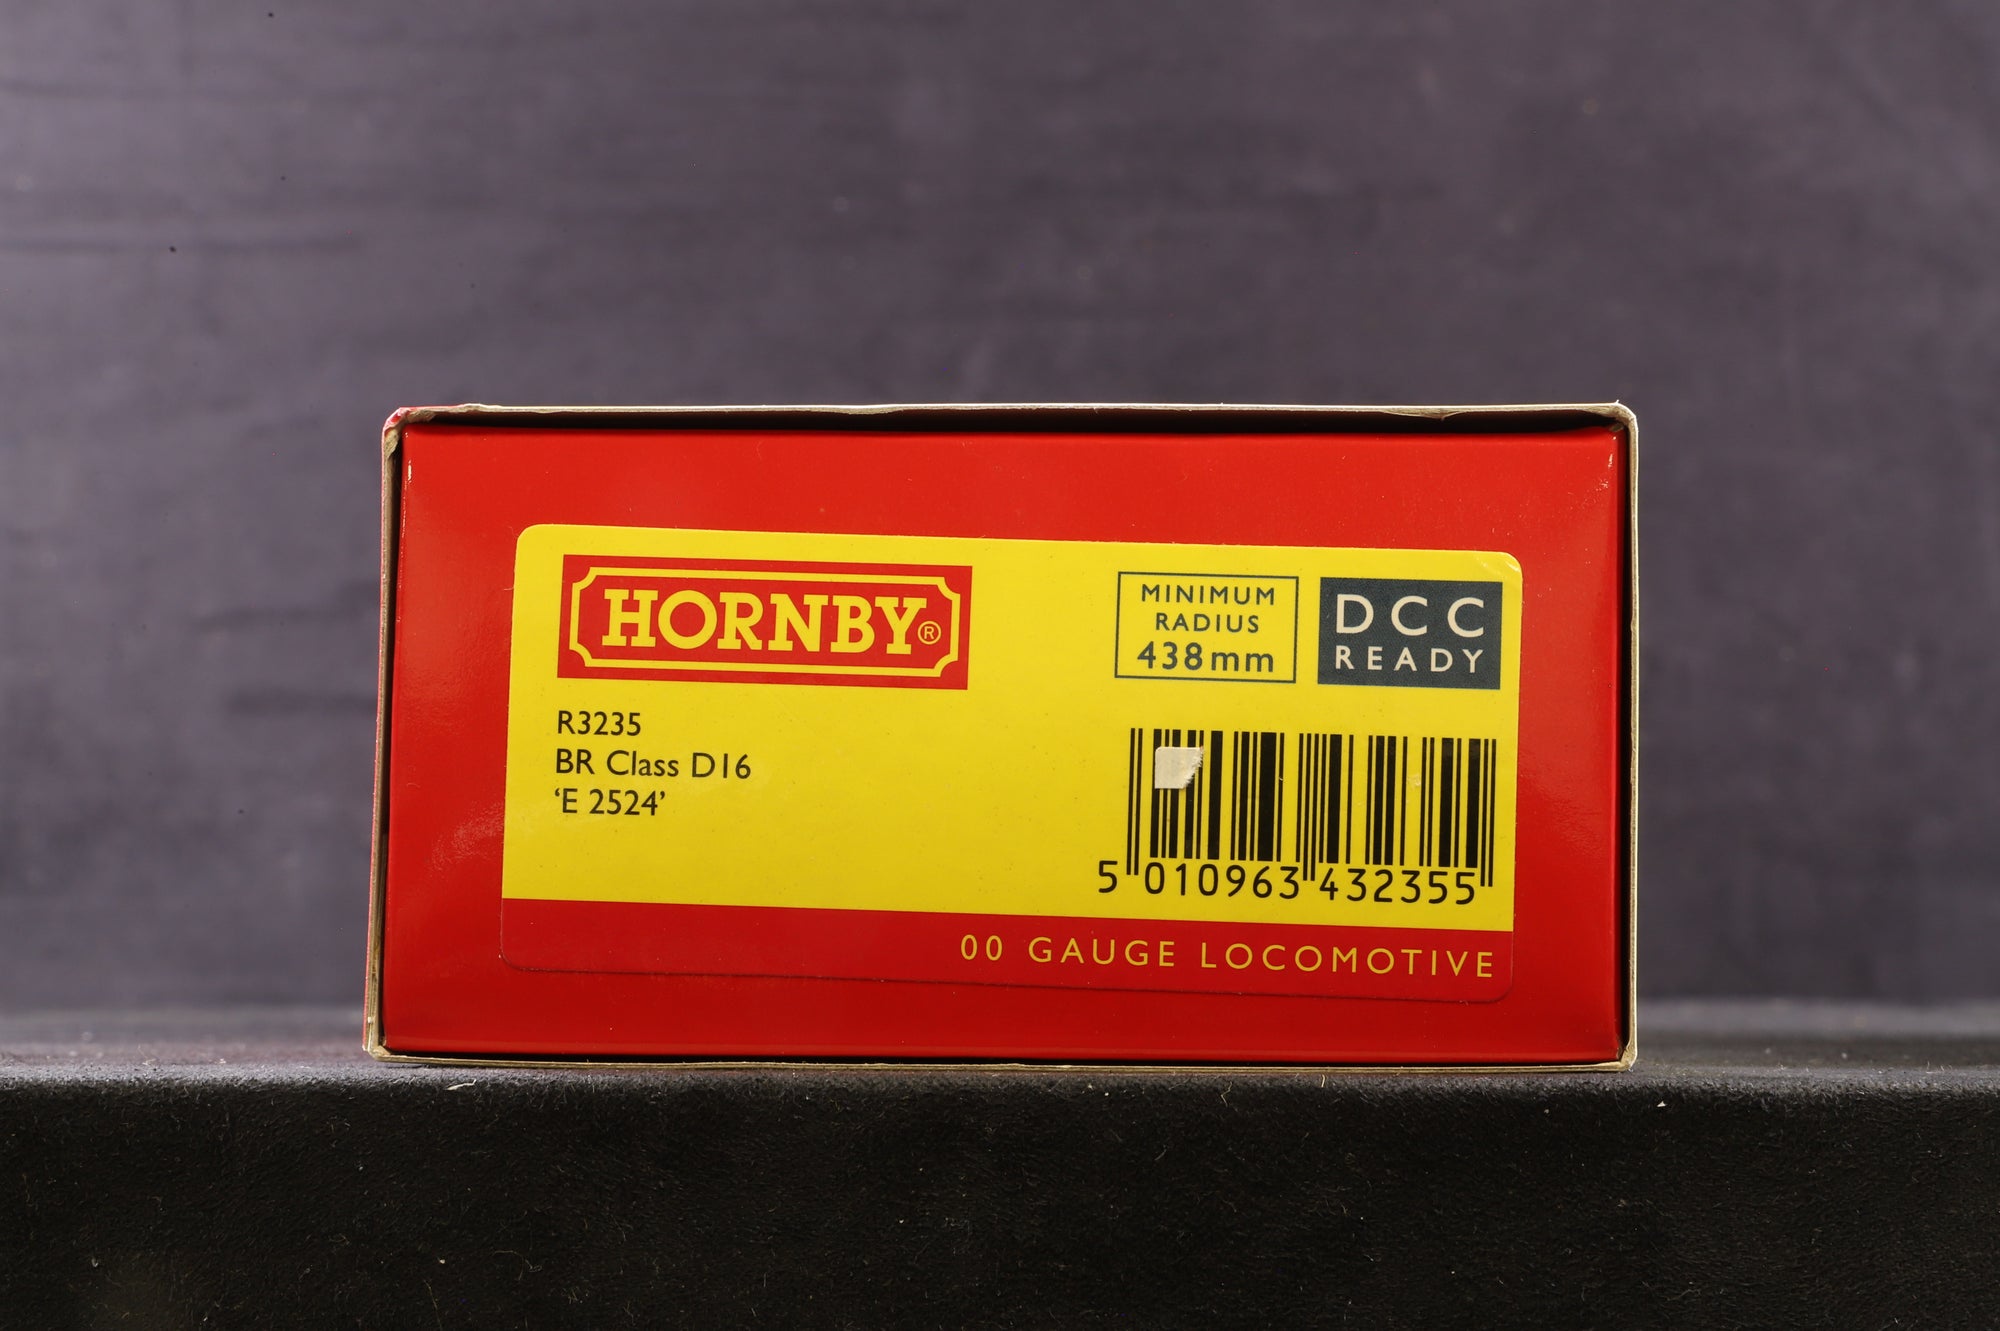 HORNBY®
MINIMUM
RADIUS
438mm
DCC
READY
R3235
BR Class D16
‘E 2524’
5 010963 432355
00 GAUGE LOCOMOTIVE